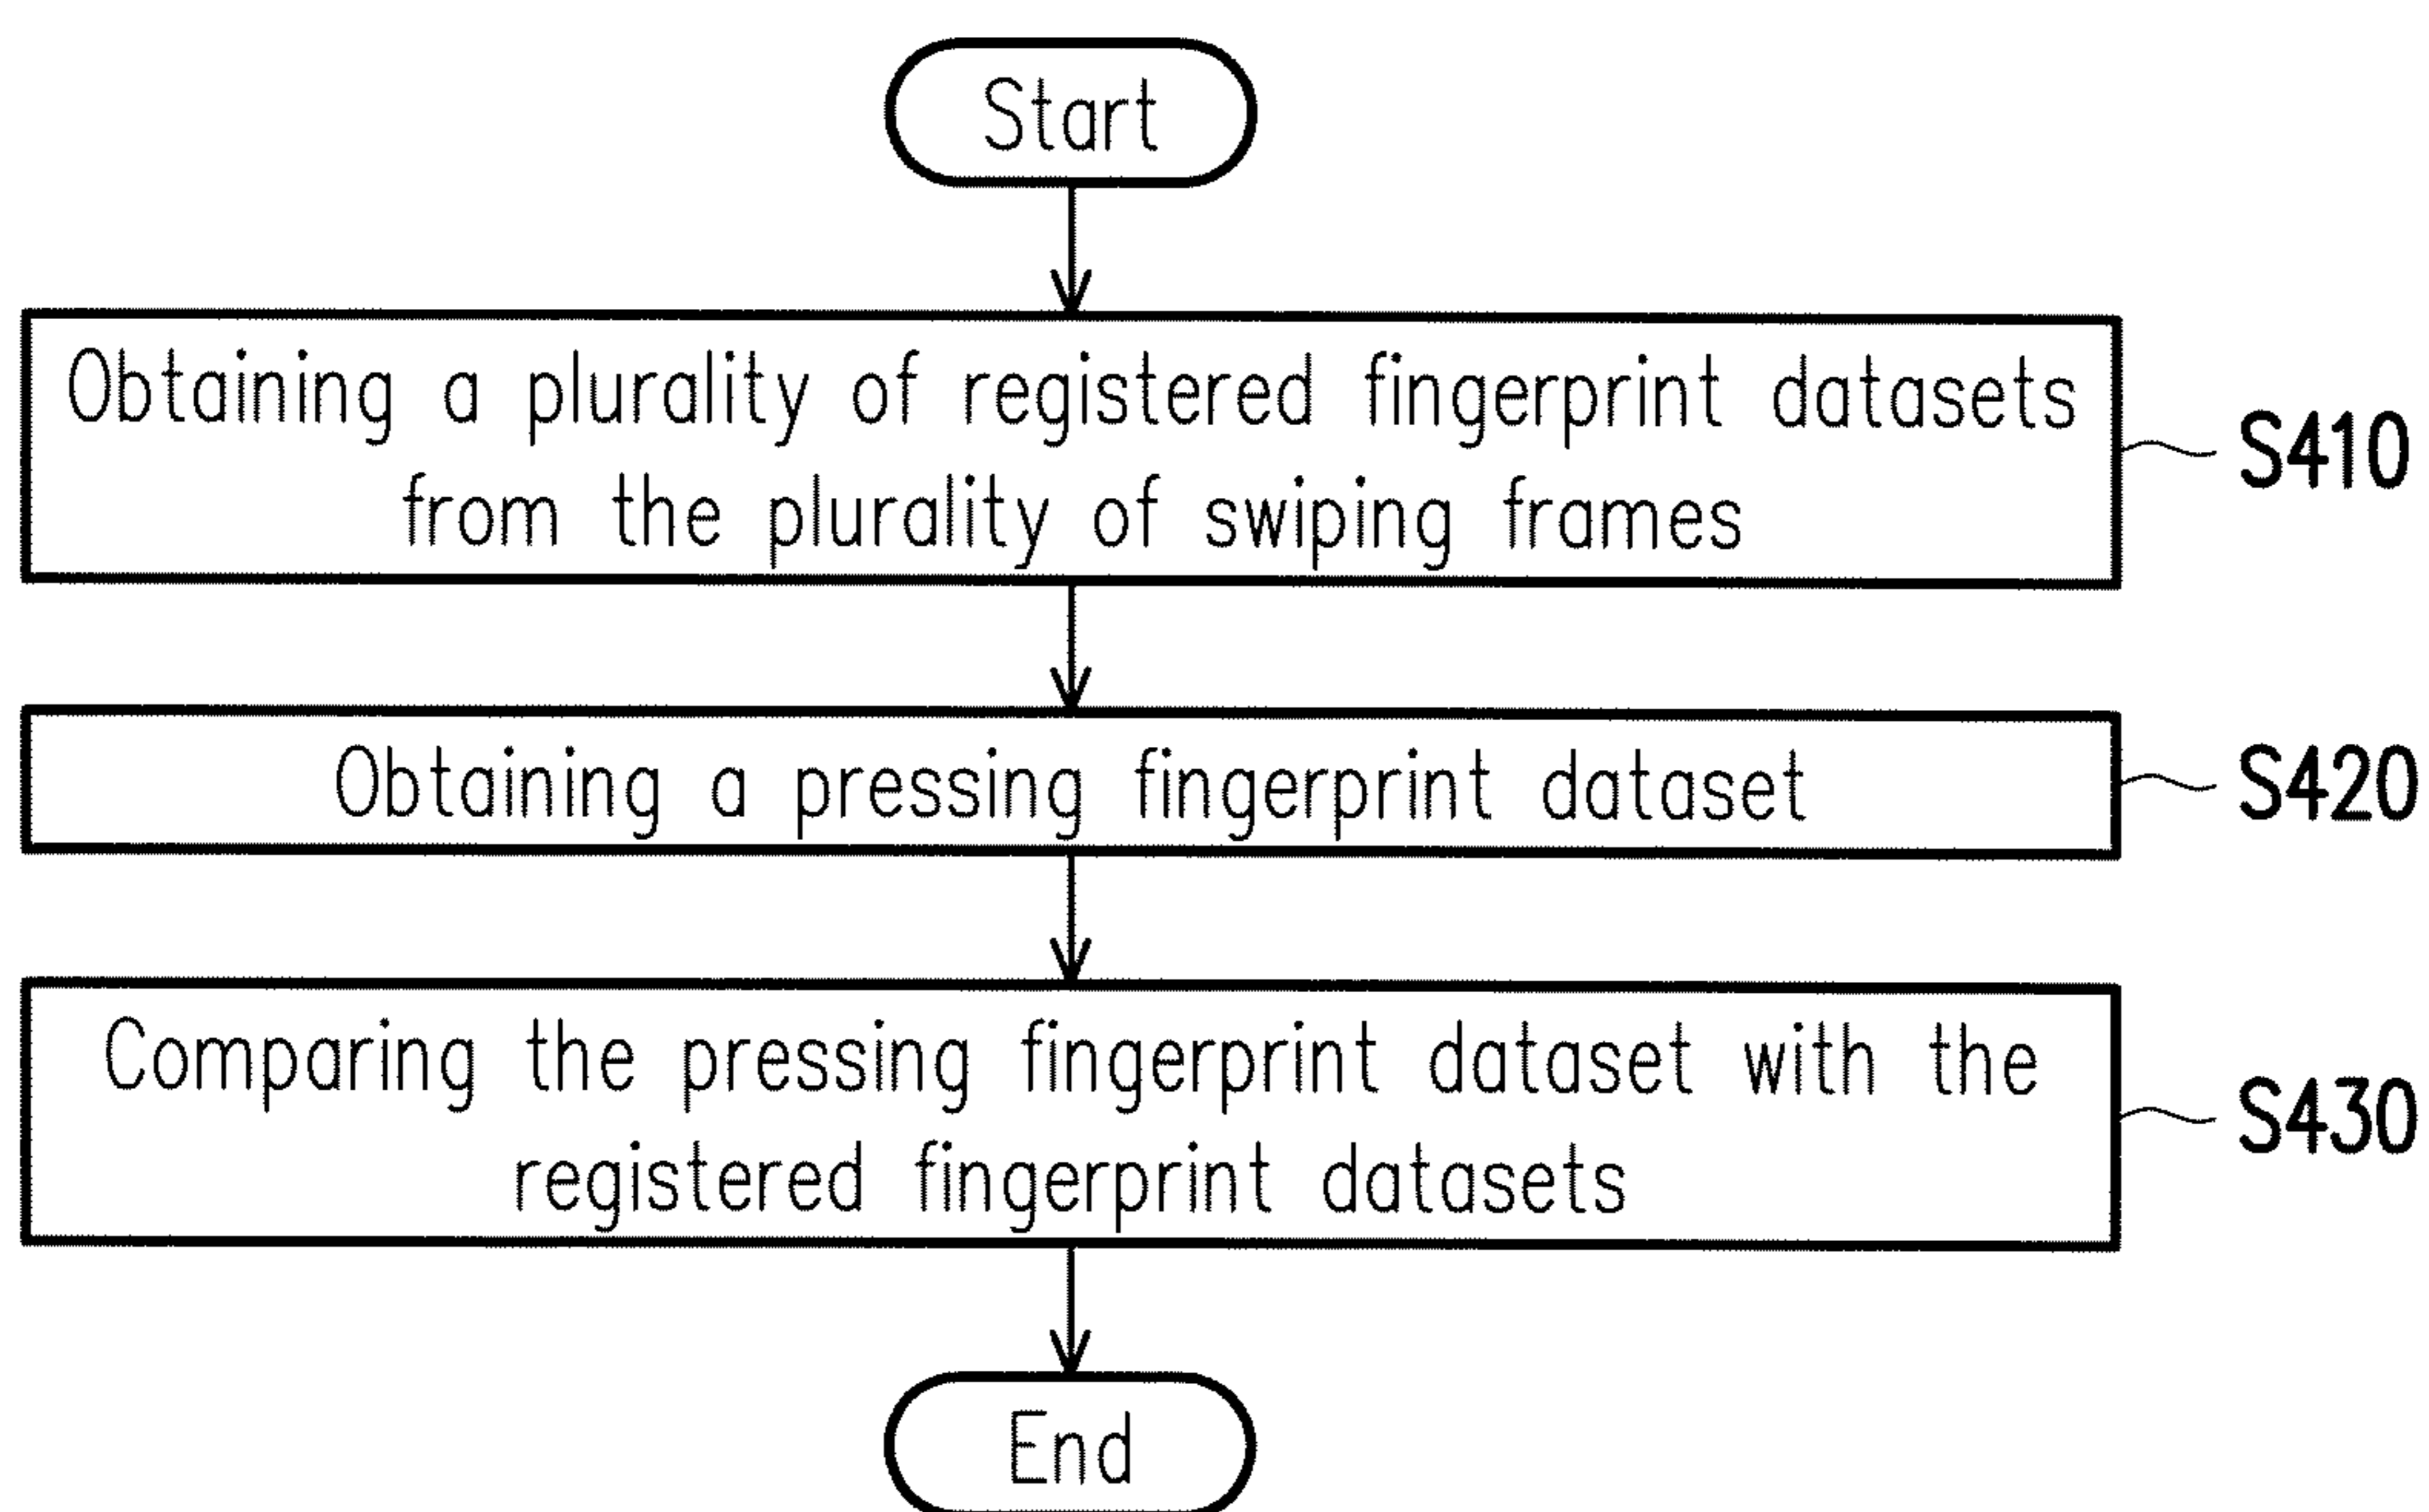 Start
Obtaining a plurality of registered fingerprint datasets
from the plurality of swiping frames
S410
Obtaining a pressing fingerprint dataset
S420
Comparing the pressing fingerprint dataset with the
registered fingerprint datasets
S430
End